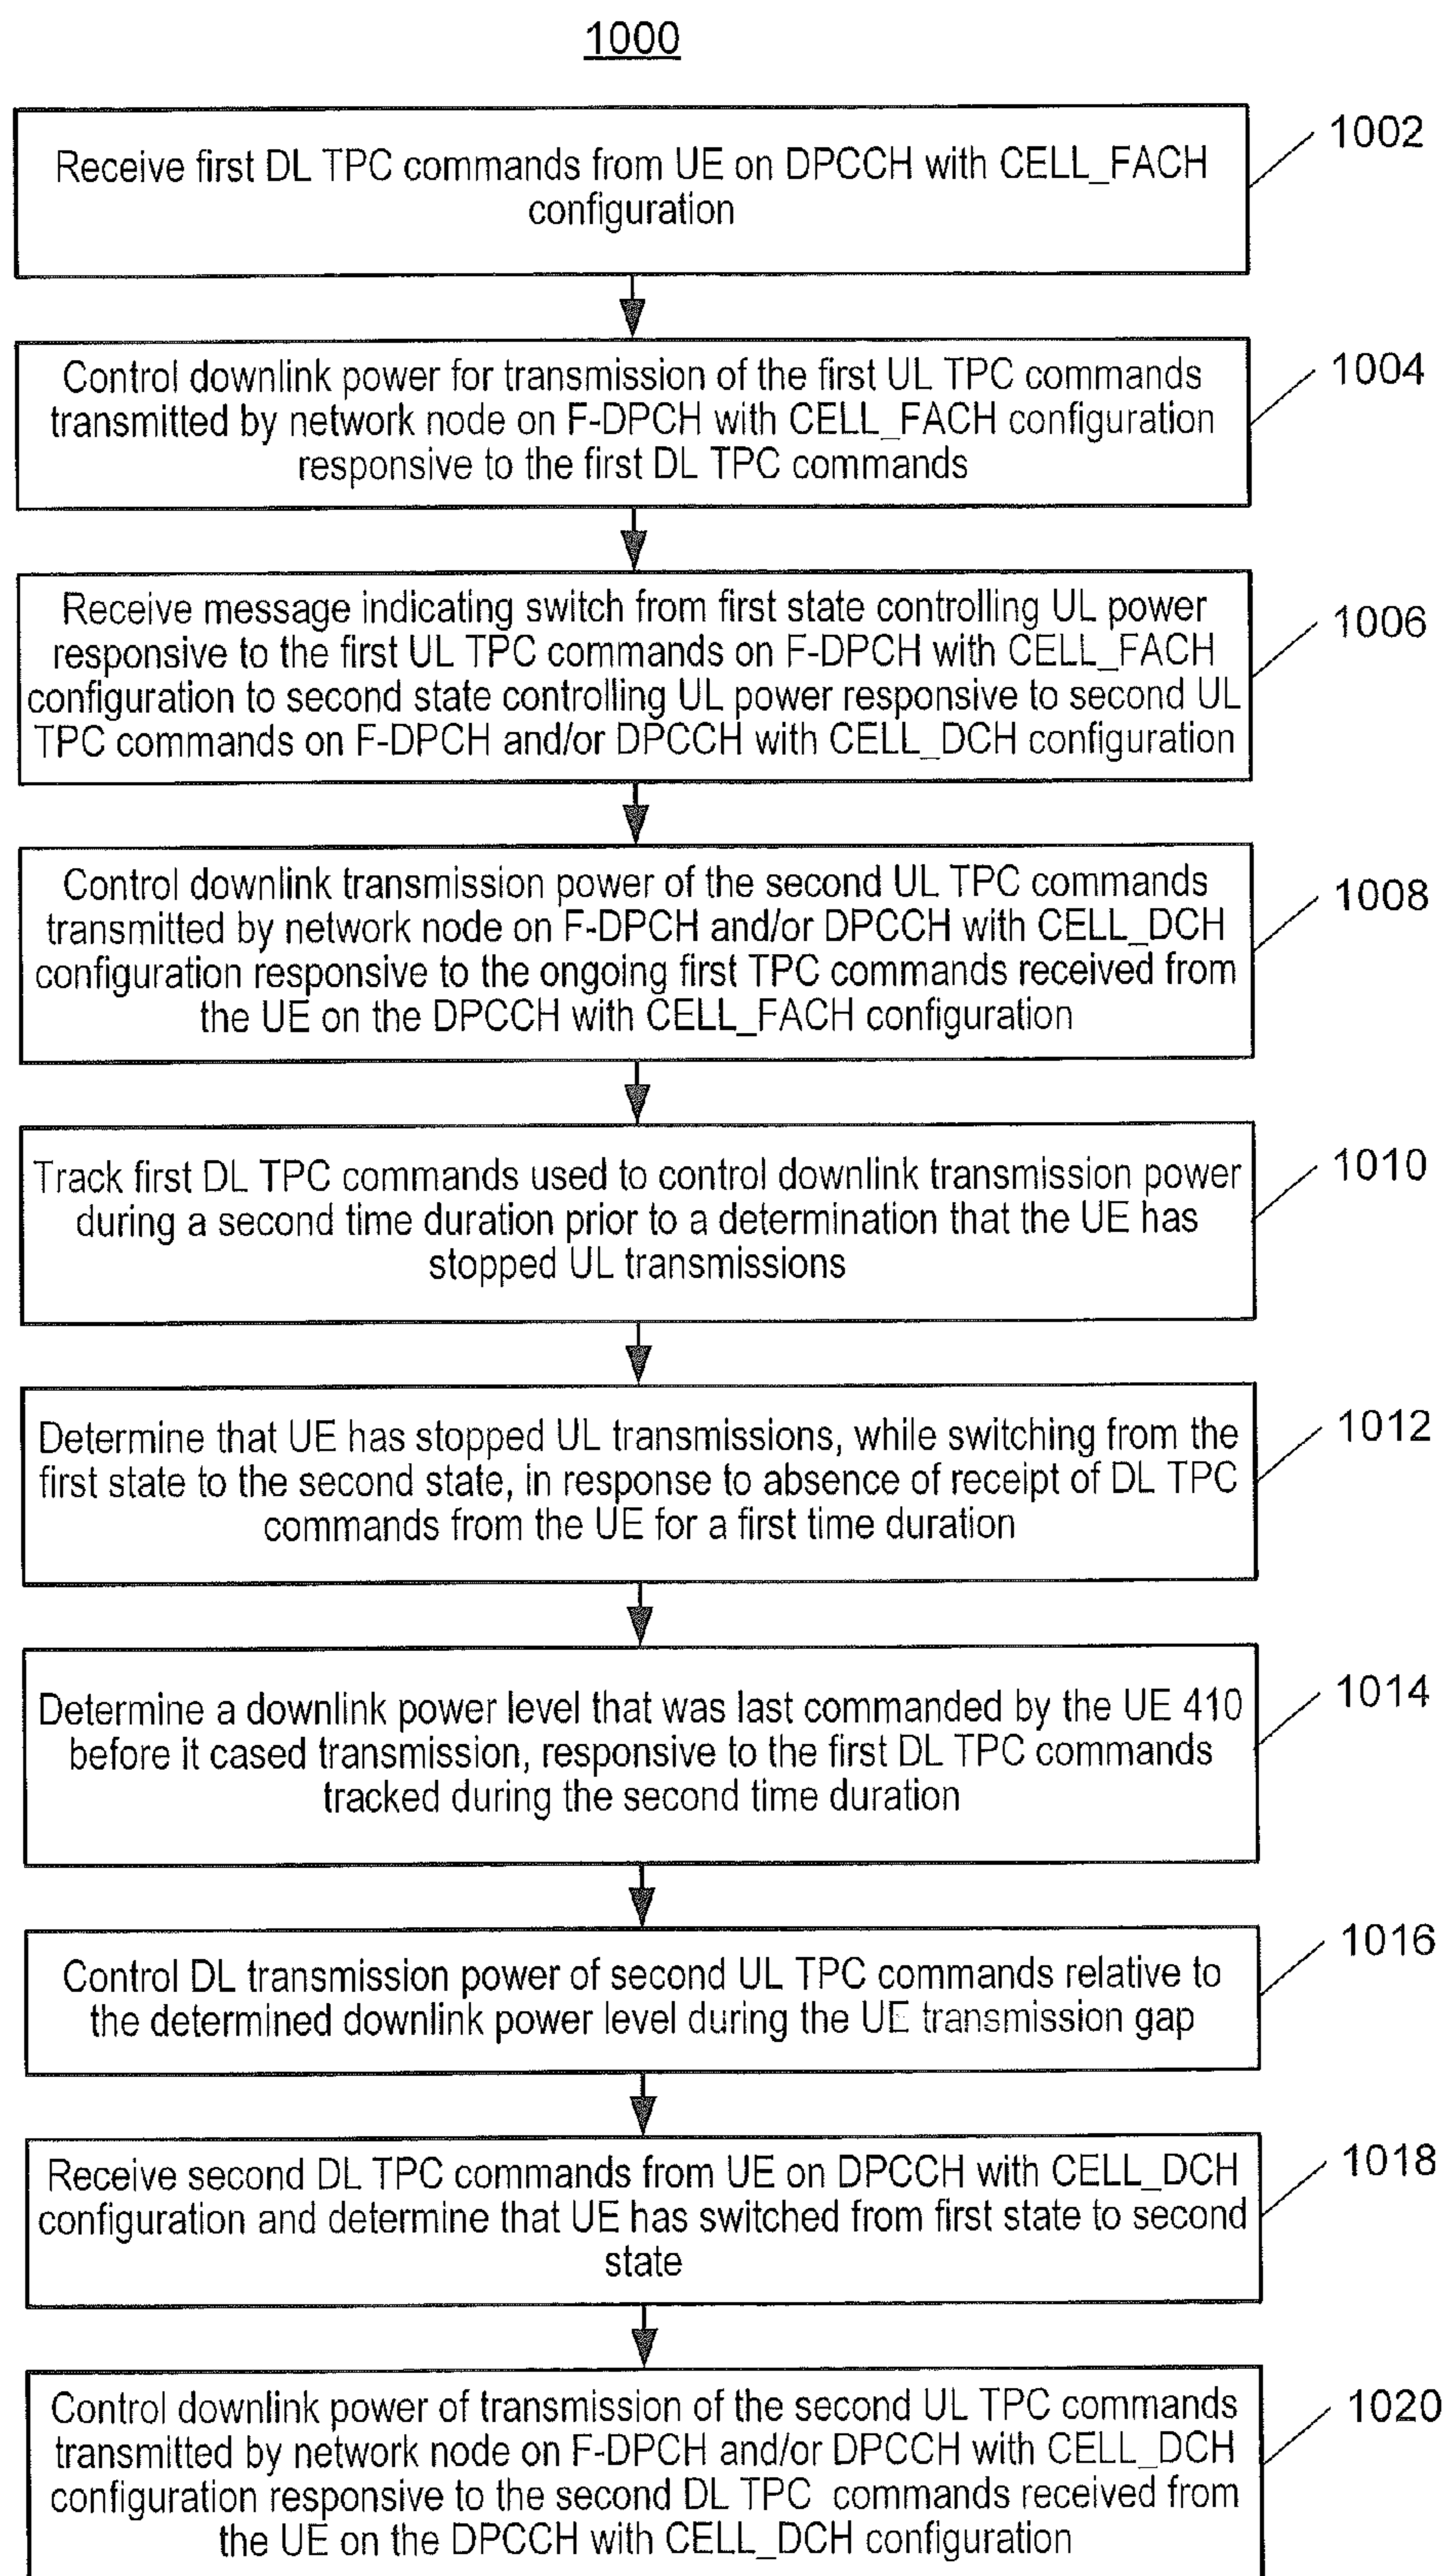 1000
Receive first DL TPC commands from UE on DPCCH with CELL_FACH
configuration
1002
Control downlink power for transmission of the first UL TPC commands
transmitted by network node on F-DPCH with CELL_FACH configuration
responsive to the first DL TPC commands
1004
Receive message indicating switch from first state controlling UL power
responsive to the first UL TPC commands on F-DPCH with CELL_FACH
configuration to second state controlling UL power responsive to second UL
TPC commands on F-DPCH and/or DPCCH with CELL_DCH configuration
1006
Control downlink transmission power of the second UL TPC commands
transmitted by network node on F-DPCH and/or DPCCH with CELL_DCH
configuration responsive to the ongoing first TPC commands received from
the UE on the DPCCH with CELL_FACH configuration
1008
Track first DL TPC commands used to control downlink transmission power
during a second time duration prior to a determination that the UE has
stopped UL transmissions
1010
Determine that UE has stopped UL transmissions, while switching from the
first state to the second state, in response to absence of receipt of DL TPC
commands from the UE for a first time duration
1012
Determine a downlink power level that was last commanded by the UE 410
before it cased transmission, responsive to the first DL TPC commands
tracked during the second time duration
1014
Control DL transmission power of second UL TPC commands relative to
the determined downlink power level during the UE transmission gap
1016
Receive second DL TPC commands from UE on DPCCH with CELL_DCH
configuration and determine that UE has switched from first state to second
state
1018
Control downlink power of transmission of the second UL TPC commands
transmitted by network node on F-DPCH and/or DPCCH with CELL_DCH
configuration responsive to the second DL TPC commands received from
the UE on the DPCCH with CELL_DCH configuration
1020